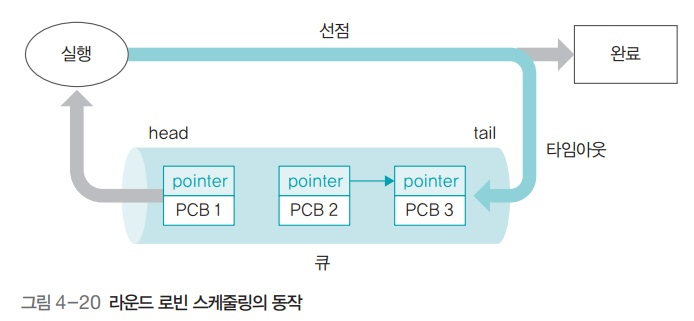 선점
실행
완료
head
tail
타임아웃
pointer
pointer
pointer
PCB 1
PCB 2
PCB 3
큐
그림 4-20 라운드 로빈 스케줄링의 동작